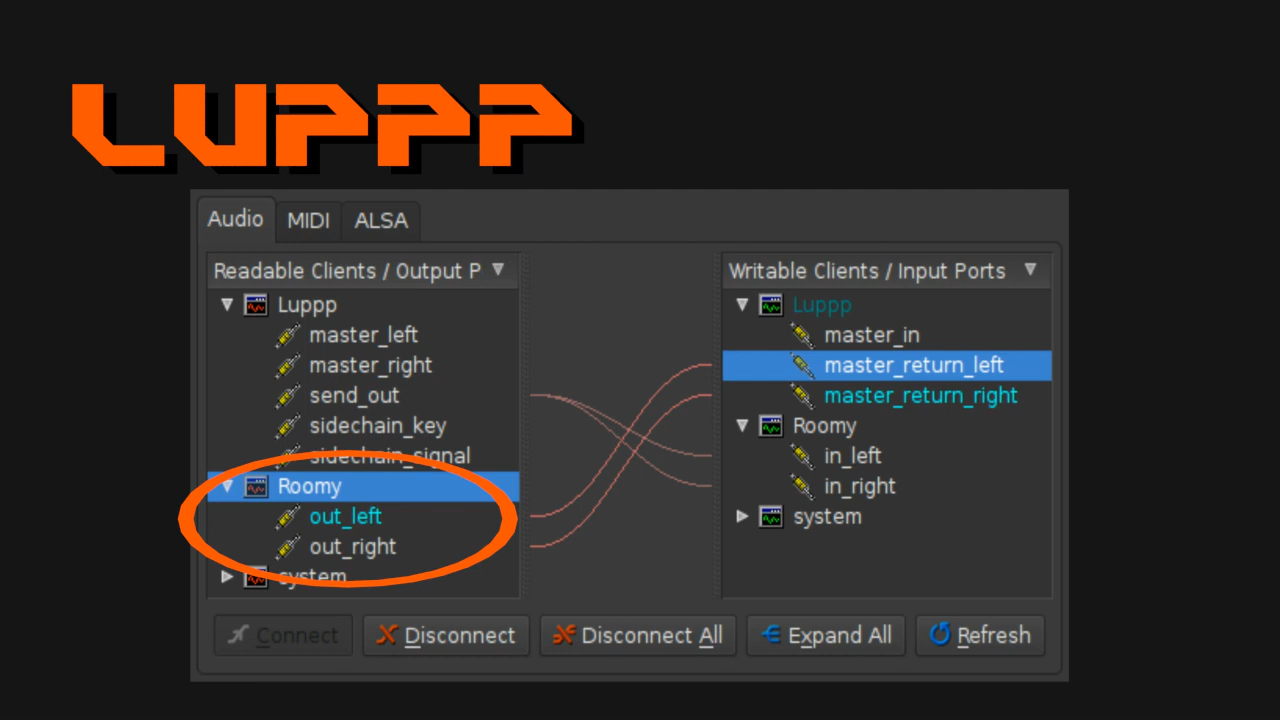 LUPPP
Audio MIDI ALSA
Readable Clients / Output P
Luppp
master_left
master_right
send_out
sidechain_key
sidechain_signal
Roomy
out_left
out_right
system
Writable Clients / Input Ports
Luppp
master_in
master_return_left
master_return_right
Roomy
in_left
in_right
system
Connect Disconnect Disconnect All Expand All Refresh